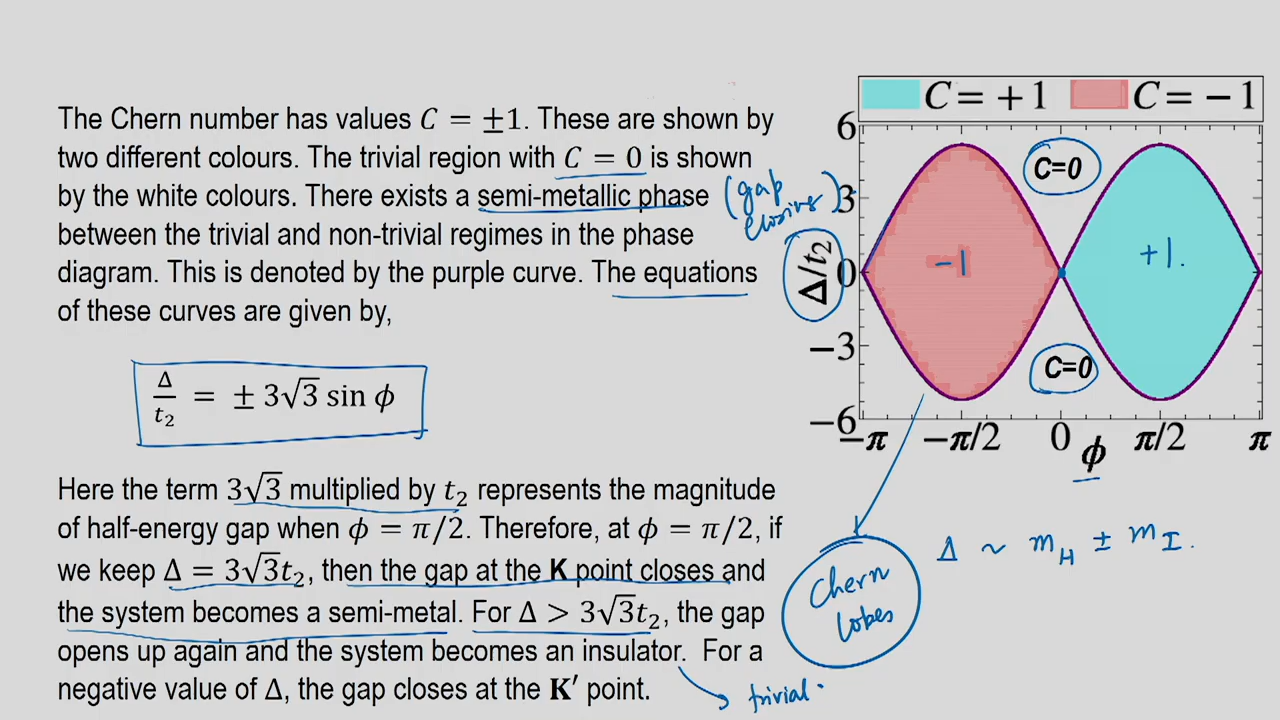 The Chern number has values C = ±1. These are shown by
two different colours. The trivial region with C = 0 is shown
by the white colours. There exists a semi-metallic phase
between the trivial and non-trivial regimes in the phase
diagram. This is denoted by the purple curve. The equations
of these curves are given by,
Δ/t₂ = ± 3√3 sin ϕ
Here the term 3√3 multiplied by t₂ represents the magnitude
of half-energy gap when ϕ = π/2. Therefore, at ϕ = π/2, if
we keep Δ = 3√3t₂, then the gap at the K point closes and
the system becomes a semi-metal. For Δ > 3√3t₂, the gap
opens up again and the system becomes an insulator. For a
negative value of Δ, the gap closes at the K′ point.
trivial.
(gap
closing)
C = +1 C = −1
6
3
0
−3
−6
Δ/t₂
C=0
-1
+1.
C=0
−π −π/2 0 π/2 π
ϕ
Δ ~ m_H ± m_I.
Chern
lobes